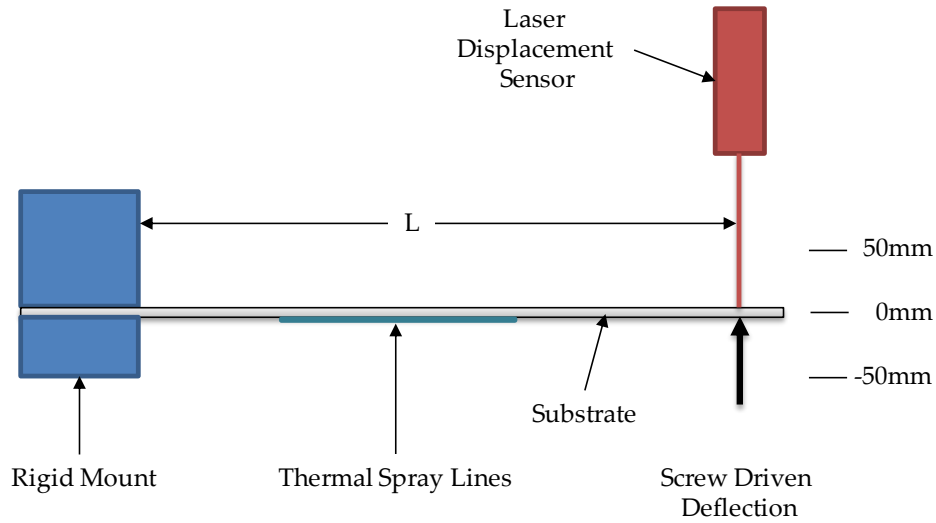 Laser
Displacement
Sensor
L
50mm
0mm
-50mm
Substrate
Rigid Mount
Thermal Spray Lines
Screw Driven
Deflection